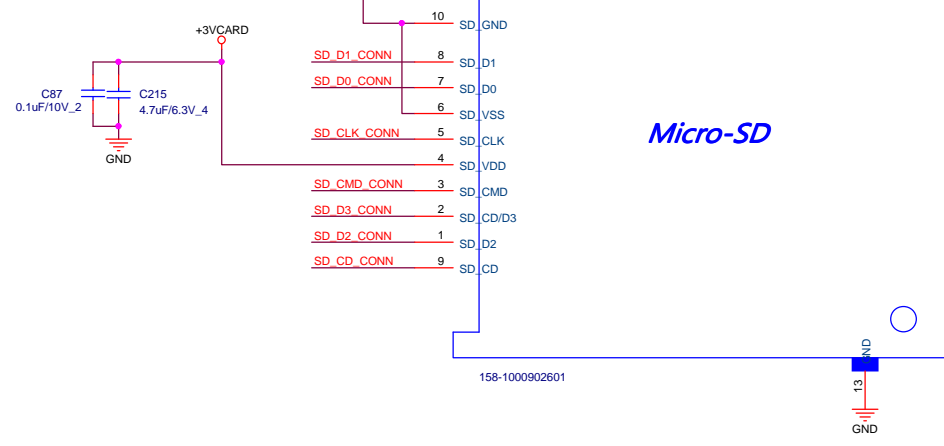 10 SD_GND
+3VCARD
SD_D1_CONN 8 SD_D1
SD_D0_CONN 7 SD_D0
C87 C215
0.1uF/10V_2 4.7uF/6.3V_4
6 SD_VSS
SD_CLK_CONN 5 SD_CLK
Micro-SD
GND
4 SD_VDD
SD_CMD_CONN 3 SD_CMD
SD_D3_CONN 2 SD_CD/D3
SD_D2_CONN 1 SD_D2
SD_CD_CONN 9 SD_CD
GND
158-1000902601
13
GND